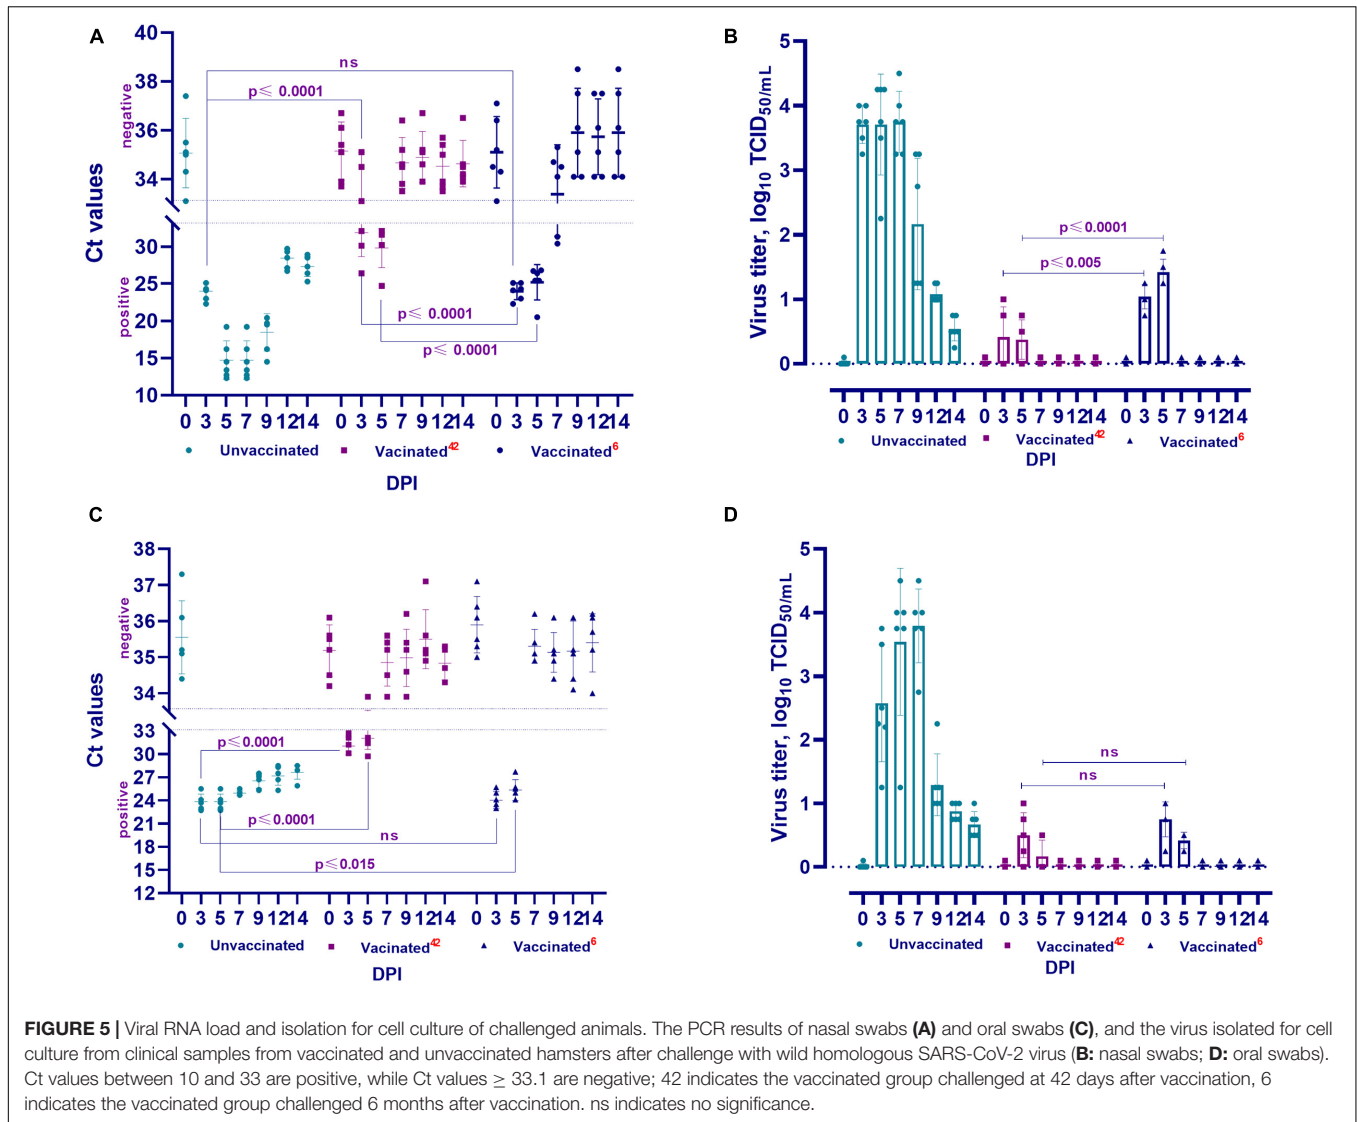 A
Ct values
negative
positive
40
38
36
34
30
25
20
15
10
ns
p≤ 0.0001
p≤ 0.0001
p≤ 0.0001
0 3 5 7 9 12 14 0 3 5 7 9 12 14 0 3 5 7 9 12 14
Unvaccinated Vacinated42 Vaccinated6
DPI
B
Virus titer, log10 TCID50/mL
5
4
3
2
1
0
p≤0.0001
p≤0.005
0 3 5 7 9 12 14 0 3 5 7 9 12 14 0 3 5 7 9 12 14
Unvaccinated Vaccinated42 Vaccinated6
DPI
C
Ct values
negative
positive
38
37
36
35
34
33
30
27
24
21
18
15
12
p≤0.0001
p≤0.0001
ns
p≤0.015
0 3 5 7 9 12 14 0 3 5 7 9 12 14 0 3 5 7 9 12 14
Unvaccinated Vacinated42 Vaccinated6
DPI
D
Virus titer, log10 TCID50/mL
5
4
3
2
1
0
ns
ns
0 3 5 7 9 12 14 0 3 5 7 9 12 14 0 3 5 7 9 12 14
Unvaccinated Vaccinated42 Vaccinated6
DPI
FIGURE 5 | Viral RNA load and isolation for cell culture of challenged animals. The PCR results of nasal swabs (A) and oral swabs (C), and the virus isolated for cell
culture from clinical samples from vaccinated and unvaccinated hamsters after challenge with wild homologous SARS-CoV-2 virus (B: nasal swabs; D: oral swabs).
Ct values between 10 and 33 are positive, while Ct values ≥ 33.1 are negative; 42 indicates the vaccinated group challenged at 42 days after vaccination, 6
indicates the vaccinated group challenged 6 months after vaccination. ns indicates no significance.